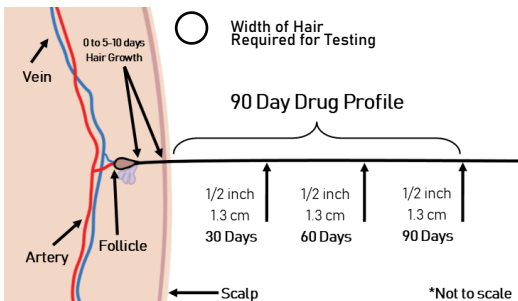 Width of Hair
Required for Testing
0 to 5-10 days
Hair Growth
Vein
90 Day Drug Profile
1/2 inch
1.3 cm
30 Days
1/2 inch
1.3 cm
60 Days
1/2 inch
1.3 cm
90 Days
Artery
Follicle
Scalp
*Not to scale